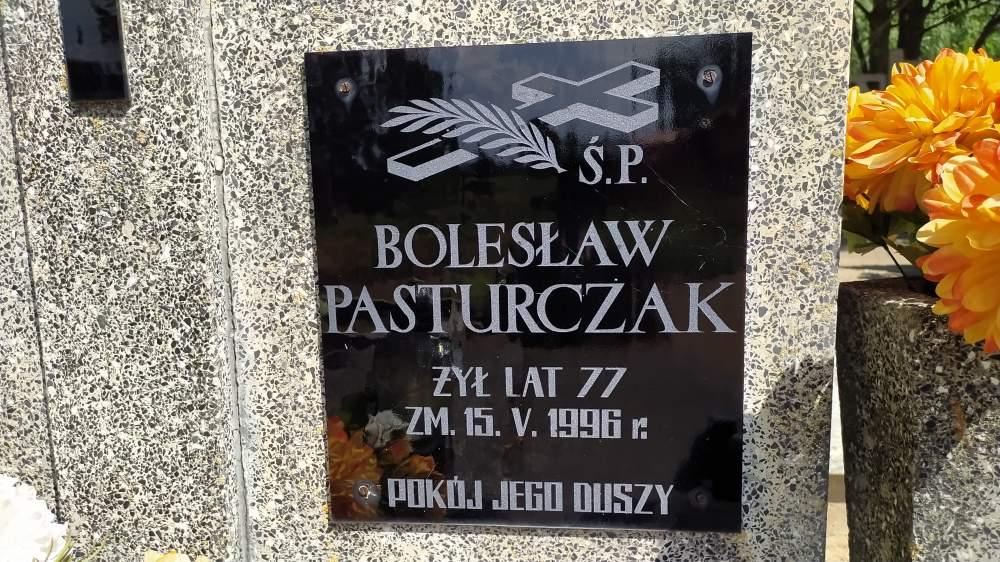 Ś.P.
BOLESŁAW
PASTURCZAK
ŻYŁ LAT 77
ZM. 15. V. 1996 r.
POKÓJ JEGO DUSZY